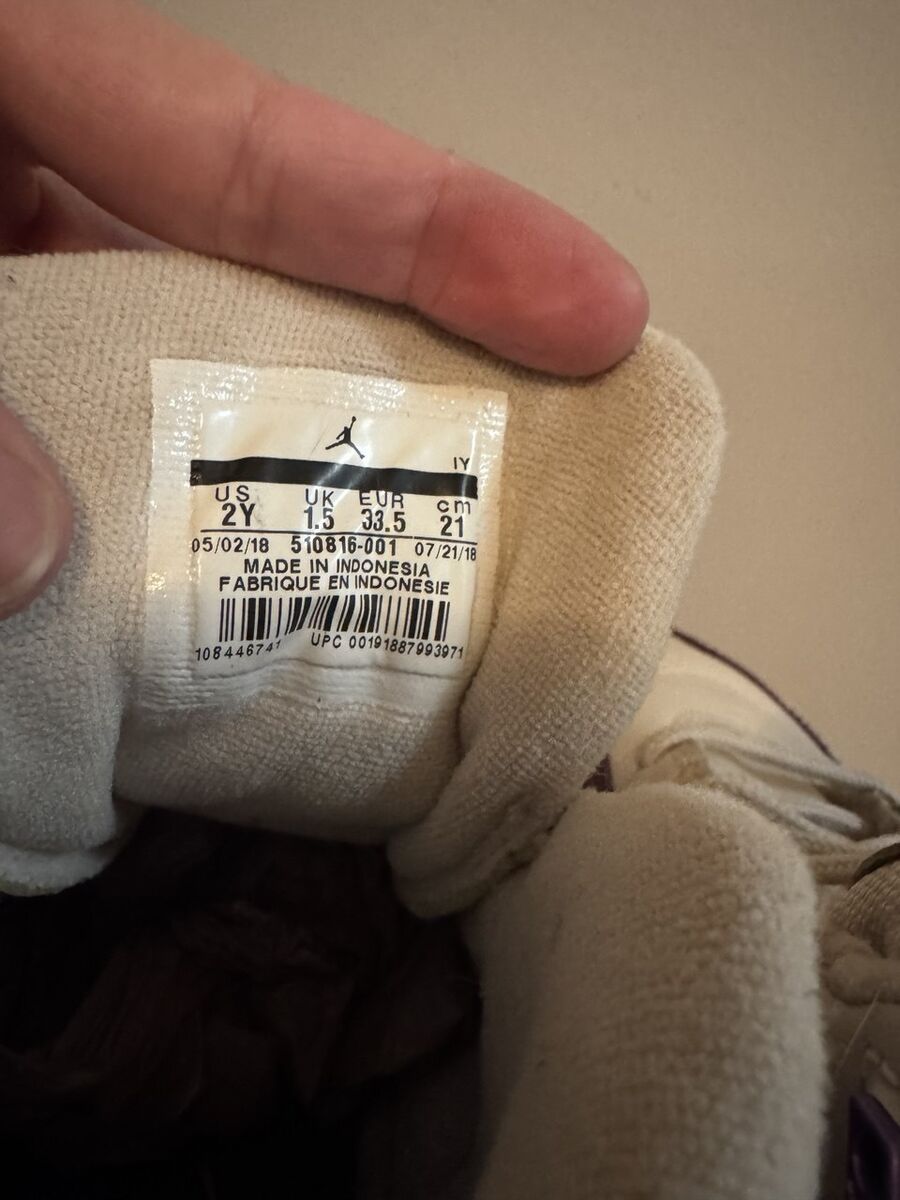 IY
US UK EUR cm
2Y 1.5 33.5 21
05/02/18 510816-001 07/21/18
MADE IN INDONESIA
FABRIQUE EN INDONESIE
UPC 00191887993971